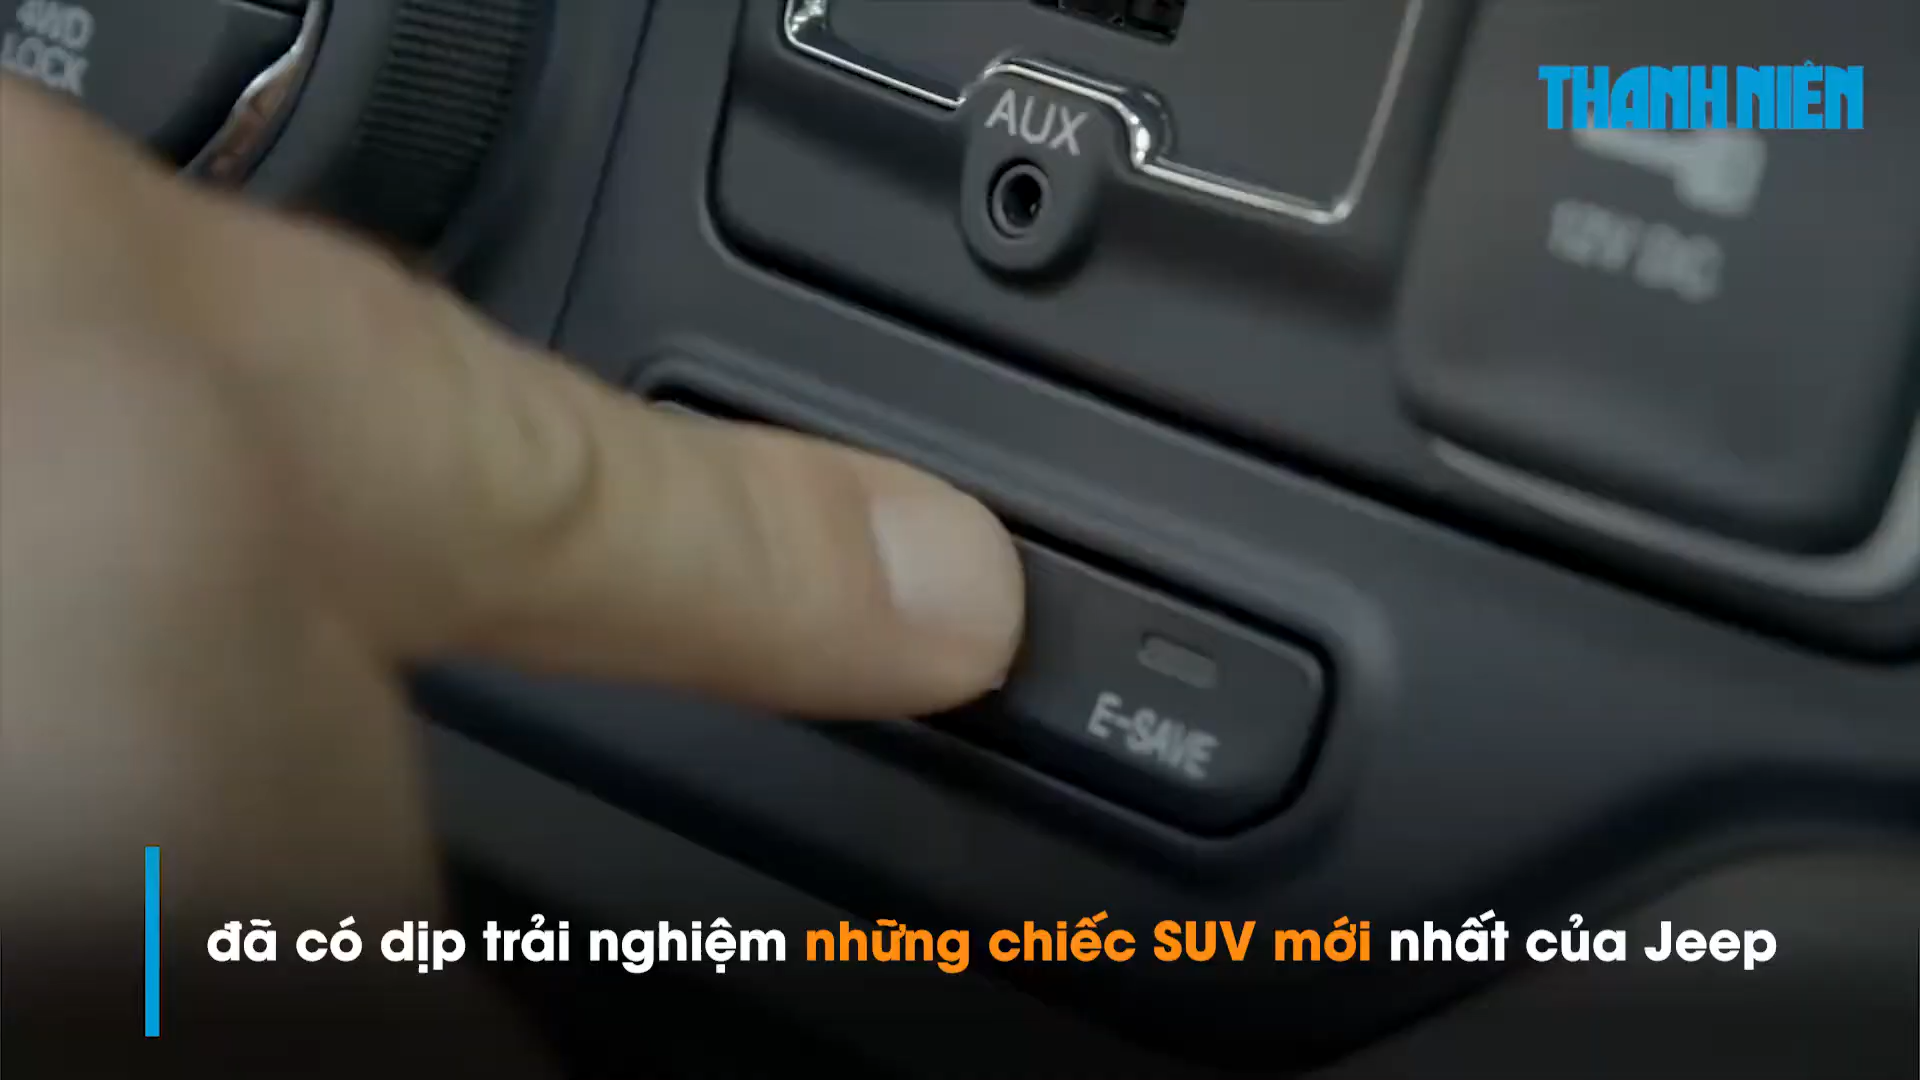 4WD
LOCK
THANH NIÊN
AUX
12V DC
E-SAVE
đã có dịp trải nghiệm những chiếc SUV mới nhất của Jeep